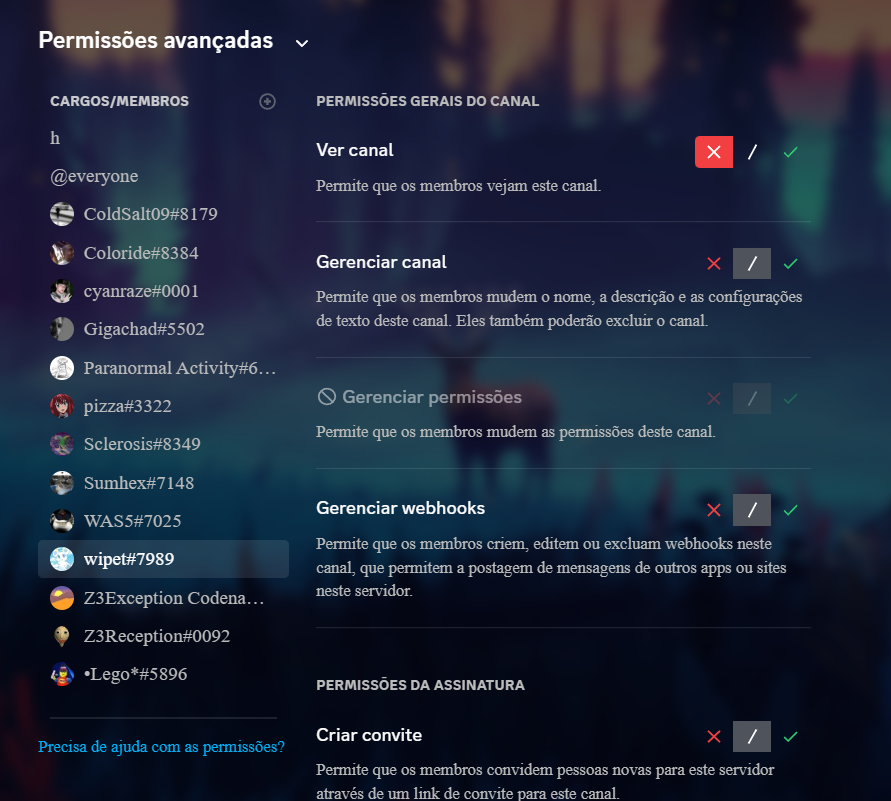 Permissões avançadas
CARGOS/MEMBROS
h
@everyone
ColdSalt09#8179
Coloride#8384
cyanraze#0001
Gigachad#5502
Paranormal Activity#6…
pizza#3322
Sclerosis#8349
Sumhex#7148
WAS5#7025
wipet#7989
Z3Exception Codena…
Z3Reception#0092
•Lego*#5896
Precisa de ajuda com as permissões?
PERMISSÕES GERAIS DO CANAL
Ver canal
Permite que os membros vejam este canal.
Gerenciar canal
Permite que os membros mudem o nome, a descrição e as configurações
de texto deste canal. Eles também poderão excluir o canal.
Gerenciar permissões
Permite que os membros mudem as permissões deste canal.
Gerenciar webhooks
Permite que os membros criem, editem ou excluam webhooks neste
canal, que permitem a postagem de mensagens de outros apps ou sites
neste servidor.
PERMISSÕES DA ASSINATURA
Criar convite
Permite que os membros convidem pessoas novas para este servidor
através de um link de convite para este canal.